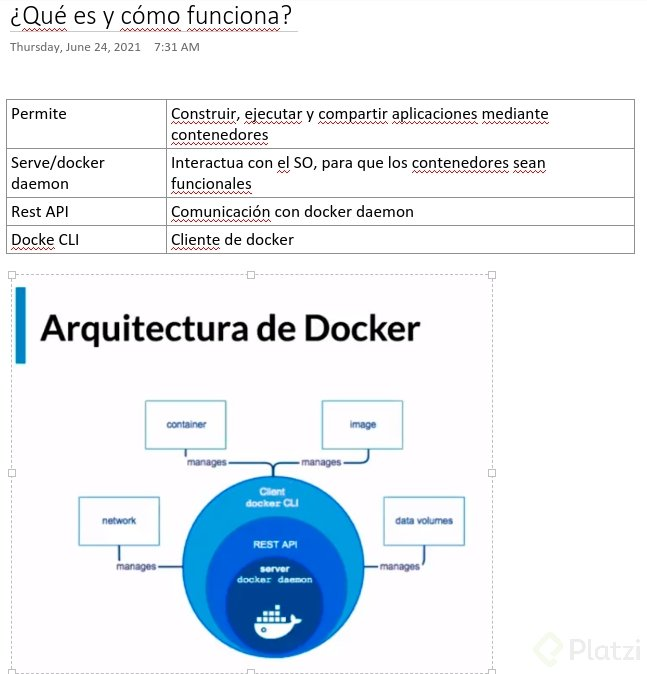 ¿Qué es y cómo funciona?
Thursday, June 24, 2021 7:31 AM
Permite
Construir, ejecutar y compartir aplicaciones mediante
contenedores
Serve/docker
daemon
Interactua con el SO, para que los contenedores sean
funcionales
Rest API
Comunicación con docker daemon
Docke CLI
Cliente de docker
Arquitectura de Docker
container
image
manages
manages
Client
docker CLI
network
data volumes
REST API
manages
manages
server
docker daemon
Platzi